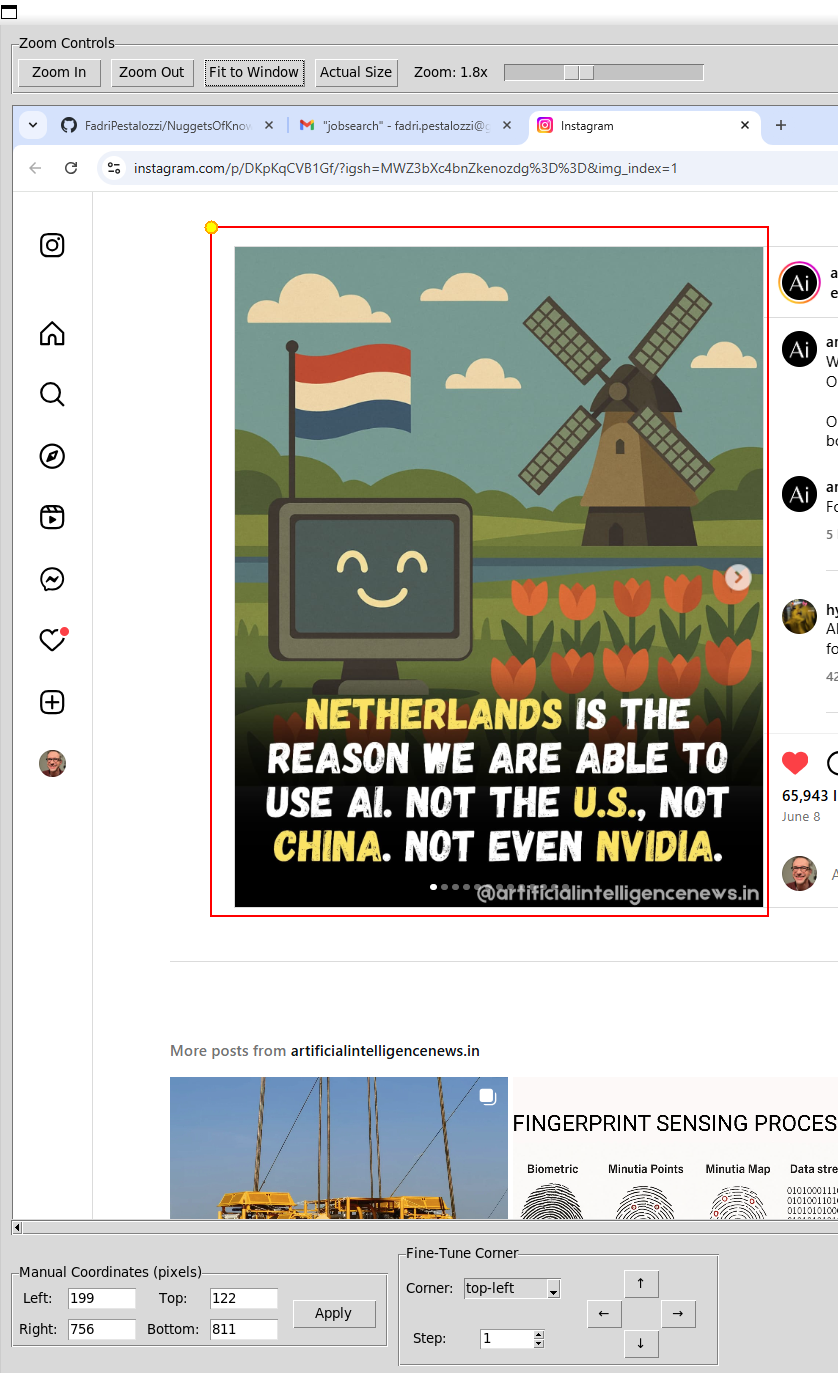 Zoom Controls
Zoom In Zoom Out Fit to Window Actual Size Zoom: 1.8x
FadriPestalozzi/NuggetsOfKnow "jobsearch" - fadri.pestalozzi@g Instagram
instagram.com/p/DKpKqCVB1Gf/?igsh=MWZ3bXc4bnZkenozdg%3D%3D&img_index=1
Ai a
e
Ai ar
W
O
O
bo
Ai ar
Fo
5
hy
Al
fo
42
NETHERLANDS IS THE
REASON WE ARE ABLE TO
USE AI. NOT THE U.S., NOT
CHINA. NOT EVEN NVIDIA.
@artificialintelligencenews.in
65,943 l
June 8
A
More posts from artificialintelligencenews.in
FINGERPRINT SENSING PROCES
Biometric Minutia Points Minutia Map Data stre
Manual Coordinates (pixels)
Left: 199 Top: 122
Right: 756 Bottom: 811
Apply
Fine-Tune Corner
Corner: top-left ↑
← →
Step: 1 ↓